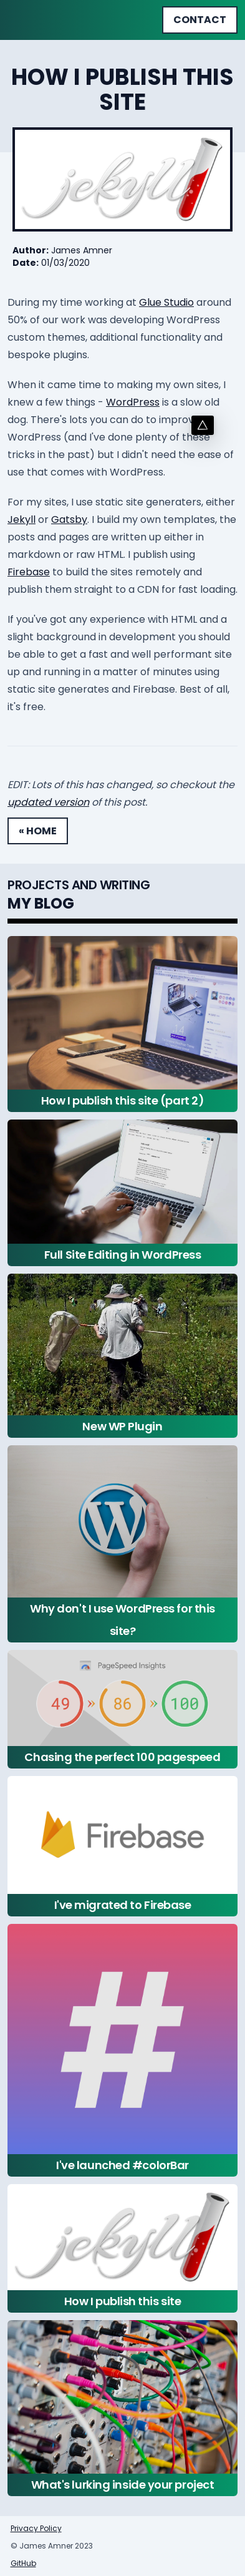 CONTACT
HOW I PUBLISH THIS
SITE
jekyll
Author: James Amner
Date: 01/03/2020
During my time working at Glue Studio around
50% of our work was developing WordPress
custom themes, additional functionality and
bespoke plugins.
When it came time to making my own sites, I
knew a few things - WordPress is a slow old
dog. There's lots you can do to improve
WordPress (and I've done plenty of these
tricks in the past) but I didn't need the ease of
use that comes with WordPress.
For my sites, I use static site generators, either
Jekyll or Gatsby. I build my own templates, the
posts and pages are written up either in
markdown or raw HTML. I publish using
Firebase to build the sites remotely and
publish them straight to a CDN for fast loading.
If you've got any experience with HTML and a
slight background in development you should
be able to get a fast and well performant site
up and running in a matter of minutes using
static site generates and Firebase. Best of all,
it's free.
EDIT: Lots of this has changed, so checkout the
updated version of this post.
« HOME
PROJECTS AND WRITING
MY BLOG
How I publish this site (part 2)
Full Site Editing in WordPress
New WP Plugin
Why don't I use WordPress for this
site?
PageSpeed Insights
49 » 86 » 100
Chasing the perfect 100 pagespeed
Firebase
I've migrated to Firebase
#
I've launched #colorBar
jekyll
How I publish this site
What's lurking inside your project
Privacy Policy
© James Amner 2023
GitHub